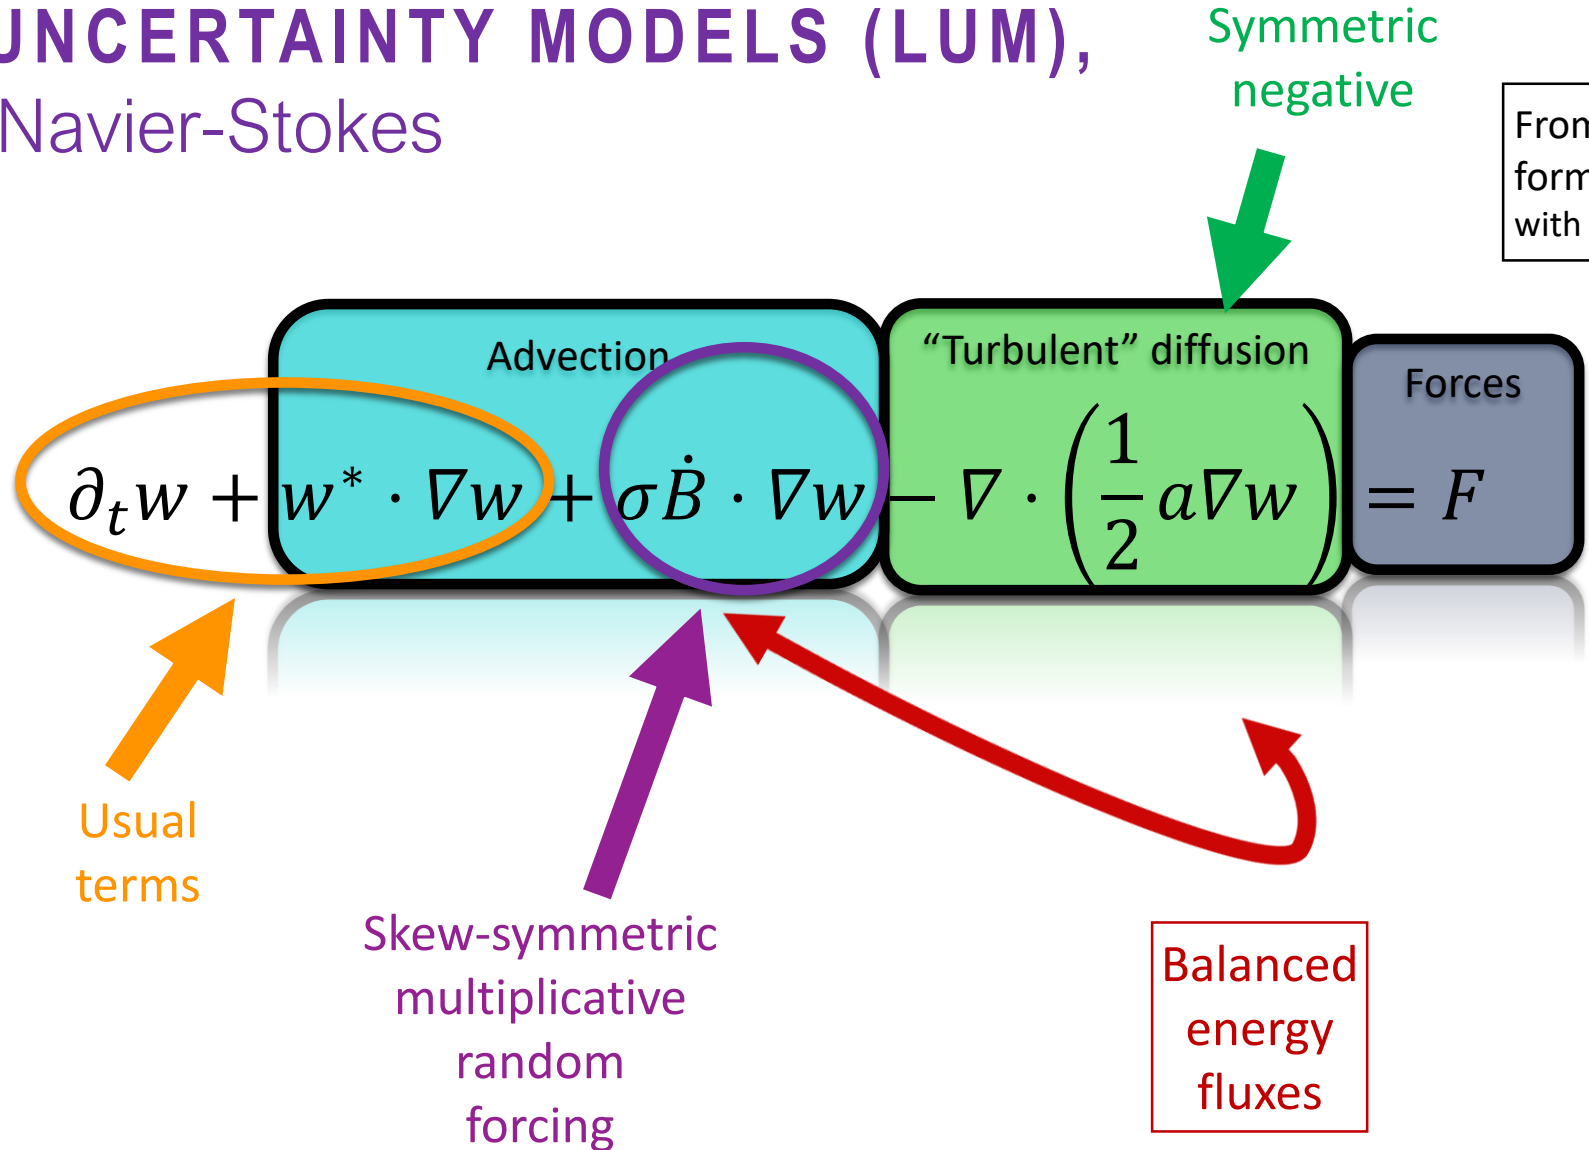 UNCERTAINTY MODELS (LUM),
Navier-Stokes
Symmetric
negative
From
form
with
Advection
“Turbulent” diffusion
Forces
∂ₜw + w* · ∇w + σḂ · ∇w − ∇ · (1/2 a∇w) = F
Usual
terms
Skew-symmetric
multiplicative
random
forcing
Balanced
energy
fluxes